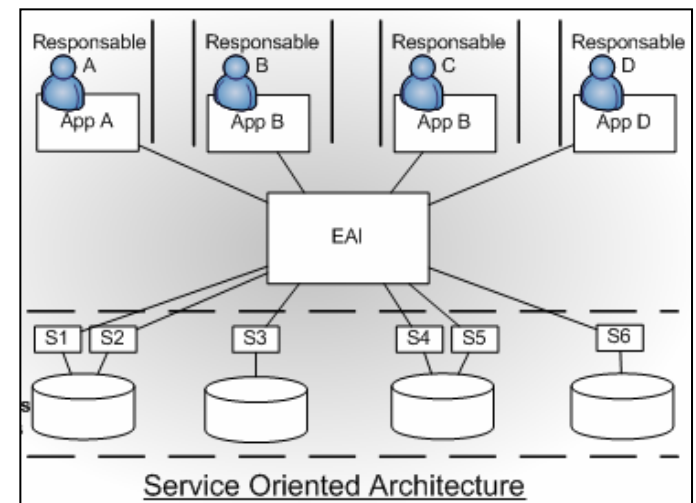 Responsable Responsable Responsable Responsable
A B C D
App A App B App B App D
EAI
S1 S2 S3 S4 S5 S6
s
Service Oriented Architecture